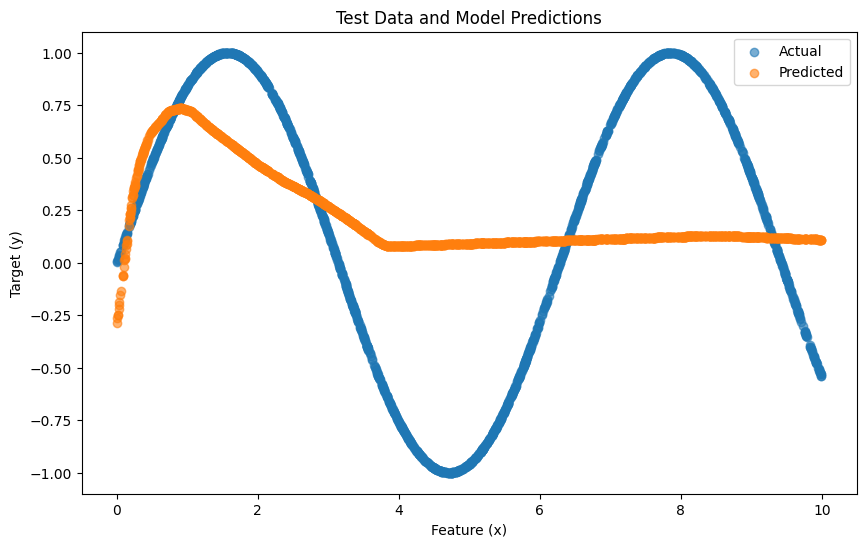 Test Data and Model Predictions
Actual
Predicted
1.00
0.75
0.50
0.25
0.00
−0.25
−0.50
−0.75
−1.00
Target (y)
0 2 4 6 8 10
Feature (x)